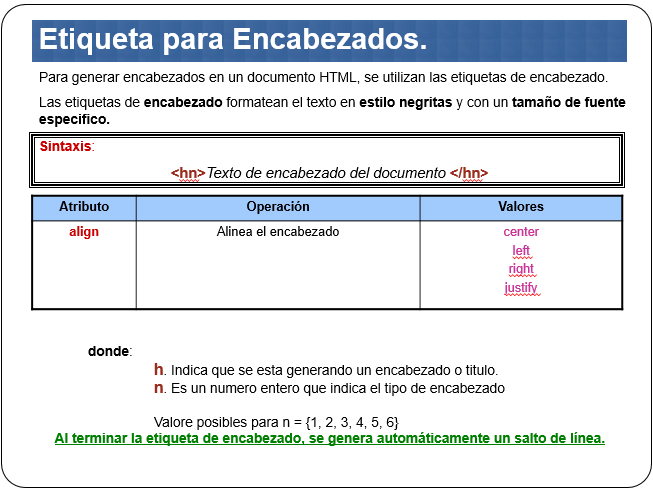 Etiqueta para Encabezados.
Para generar encabezados en un documento HTML, se utilizan las etiquetas de encabezado.
Las etiquetas de encabezado formatean el texto en estilo negritas y con un tamaño de fuente
especifico.
Sintaxis:
<hn>Texto de encabezado del documento </hn>
Atributo Operación Valores
align Alinea el encabezado center
left
right
justify
donde:
h. Indica que se esta generando un encabezado o titulo.
n. Es un numero entero que indica el tipo de encabezado
Valore posibles para n = {1, 2, 3, 4, 5, 6}
Al terminar la etiqueta de encabezado, se genera automáticamente un salto de línea.